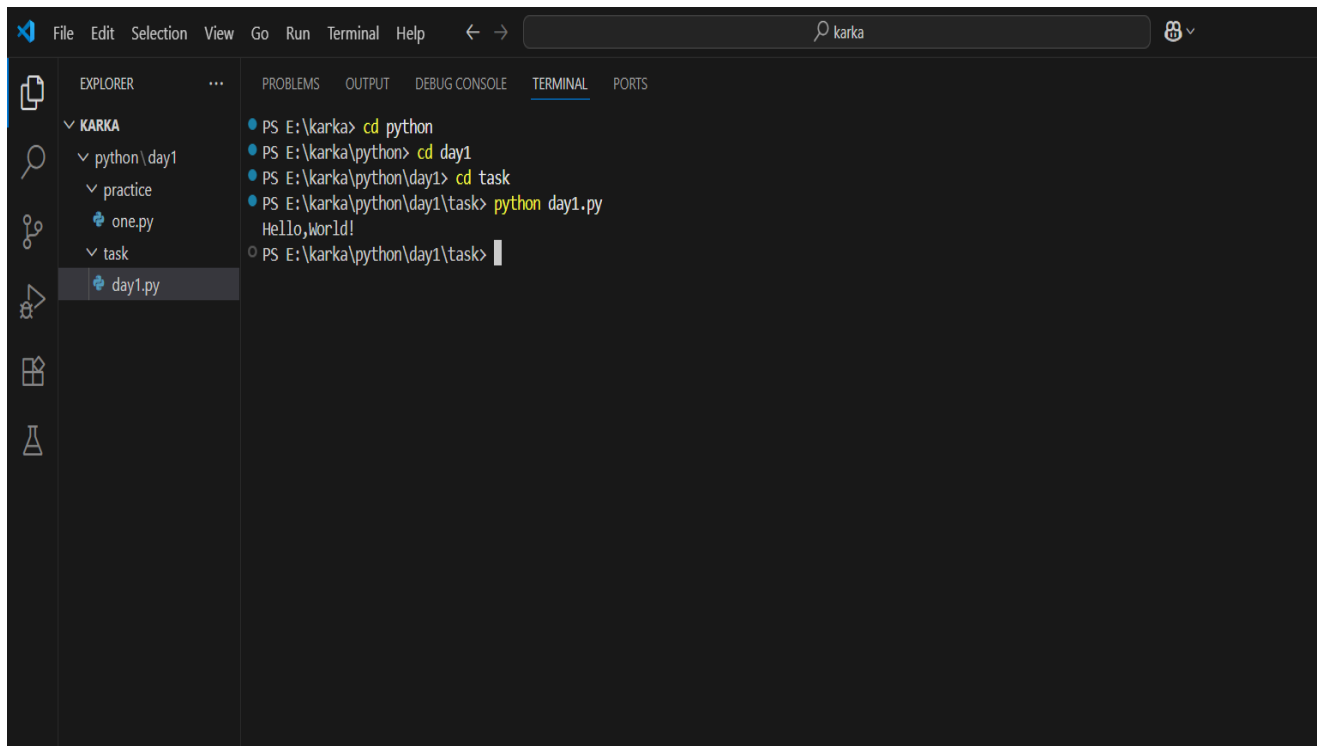 File Edit Selection View Go Run Terminal Help karka
EXPLORER
KARKA
python\day1
practice
one.py
task
day1.py
PROBLEMS OUTPUT DEBUG CONSOLE TERMINAL PORTS
PS E:\karka> cd python
PS E:\karka\python> cd day1
PS E:\karka\python\day1> cd task
PS E:\karka\python\day1\task> python day1.py
Hello,World!
PS E:\karka\python\day1\task>